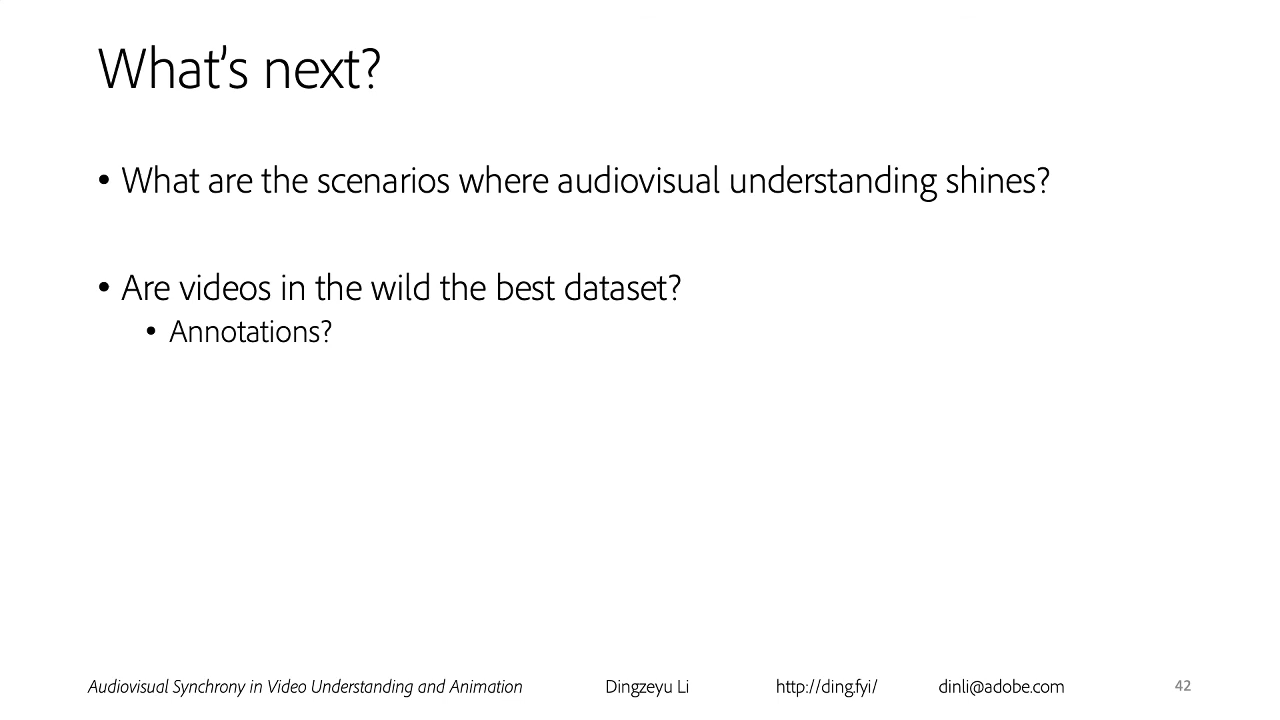 What's next?
• What are the scenarios where audiovisual understanding shines?
• Are videos in the wild the best dataset?
• Annotations?
Audiovisual Synchrony in Video Understanding and Animation Dingzeyu Li http://ding.fyi/ dinli@adobe.com 42